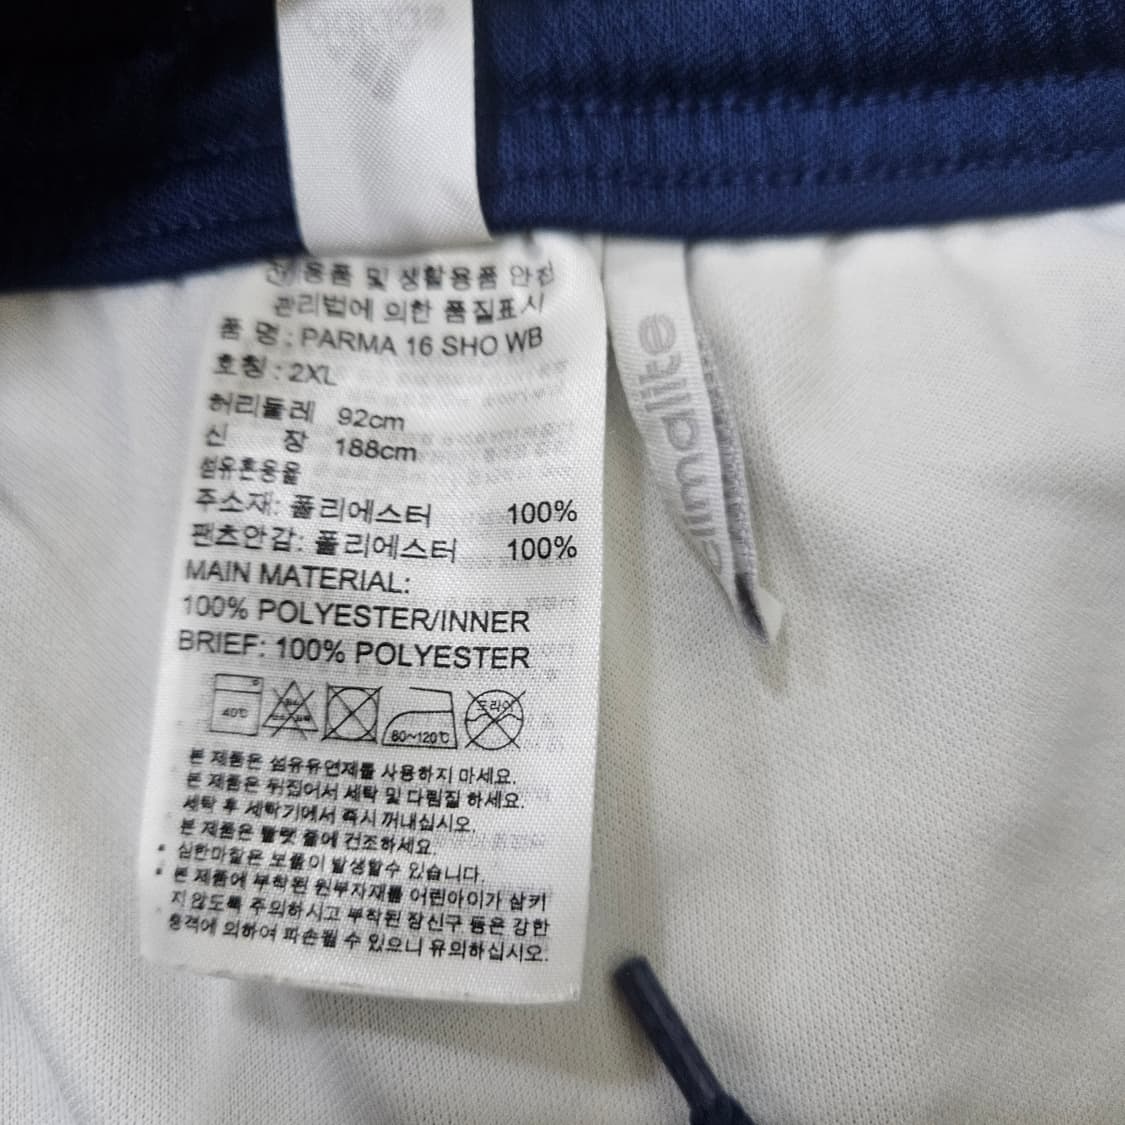 용품 및 생활용품 안전
관리법에 의한 품질표시
품 명 : PARMA 16 SHO WB
호칭 : 2XL
허리둘레 92cm
신 장 188cm
섬유혼용율
주소재: 폴리에스터 100%
팬츠안감: 폴리에스터 100%
MAIN MATERIAL:
100% POLYESTER/INNER
BRIEF: 100% POLYESTER
40℃
80~120℃
드라이
본 제품은 섬유유연제를 사용하지 마세요.
본 제품은 뒤집어서 세탁 및 다림질 하세요.
세탁 후 세탁기에서 즉시 꺼내십시오.
본 제품은 빨랫 줄에 건조하세요.
• 심한마찰은 보풀이 발생할수 있습니다.
• 본 제품에 부착된 원부자재를 어린아이가 삼키
지 않도록 주의하시고 부착된 장신구 등은 강한
충격에 의하여 파손될 수 있으니 유의하십시오.
climalite